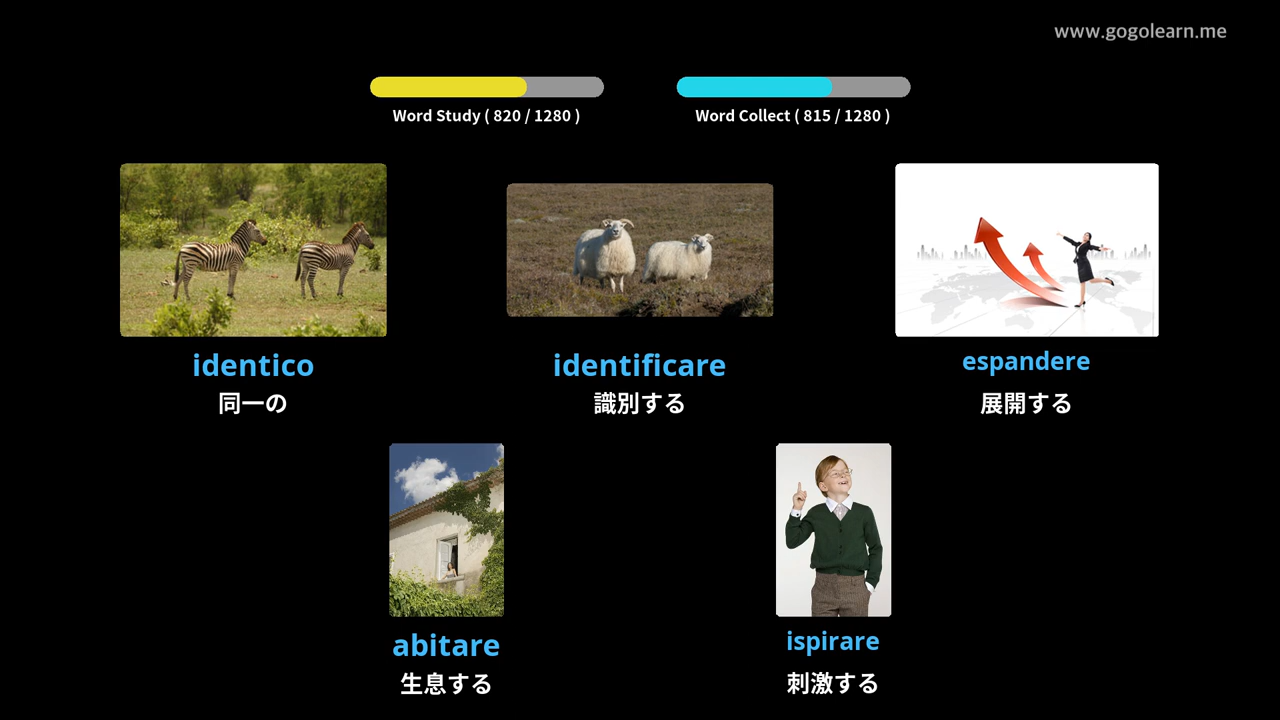 www.gogolearn.me
Word Study ( 820 / 1280 )
Word Collect ( 815 / 1280 )
identico
同一の
identificare
識別する
espandere
展開する
abitare
生息する
ispirare
刺激する